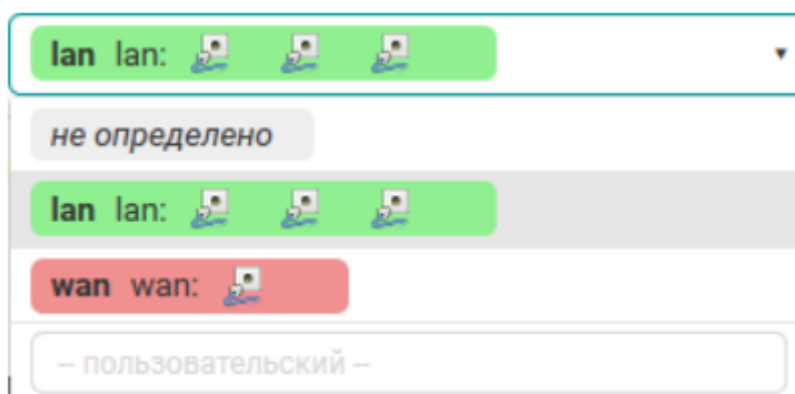 lan lan:
не определено
lan lan:
wan wan:
-- пользовательский --